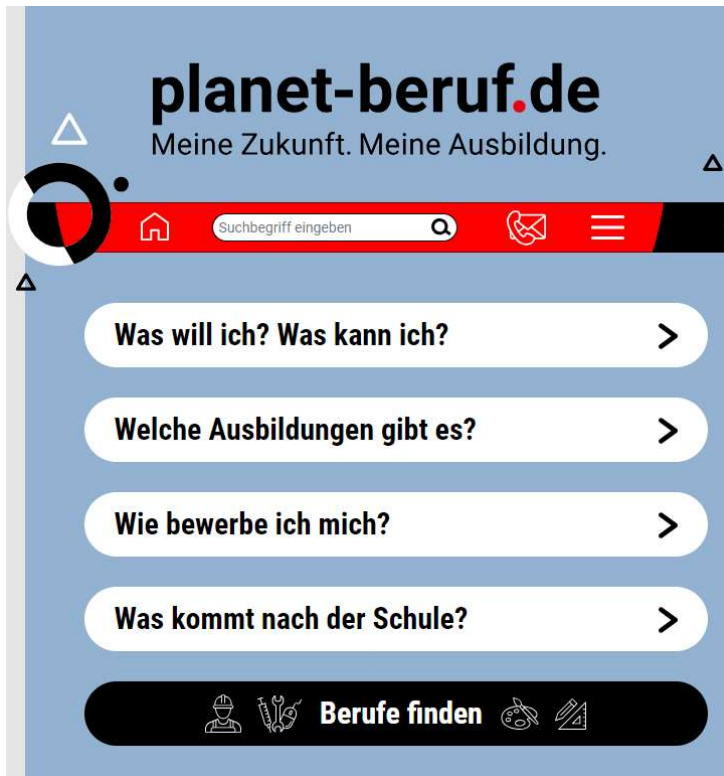 planet-beruf.de
Meine Zukunft. Meine Ausbildung.
Suchbegriff eingeben
Was will ich? Was kann ich?
Welche Ausbildungen gibt es?
Wie bewerbe ich mich?
Was kommt nach der Schule?
Berufe finden